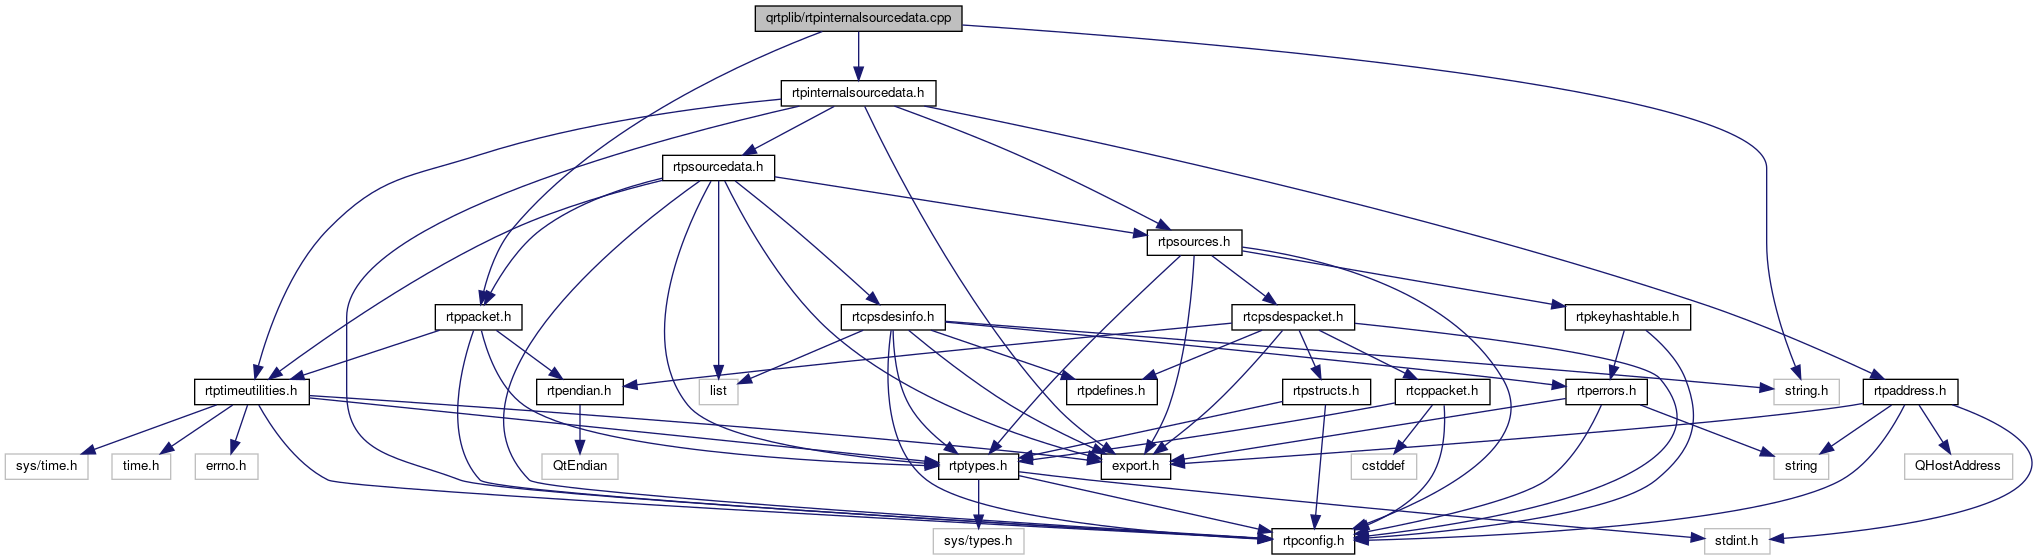 qrtplib/rtpinternalsourcedata.cpp
rtpinternalsourcedata.h
rtpsourcedata.h
rtpsources.h
rtppacket.h
rtcpsdesinfo.h
rtcpsdespacket.h
rtpkeyhashtable.h
rtptimeutilities.h
rtpendian.h
list
rtpdefines.h
rtpstructs.h
rtcppacket.h
rtperrors.h
string.h
rtpaddress.h
sys/time.h
time.h
errno.h
QtEndian
rtptypes.h
export.h
cstddef
string
QHostAddress
sys/types.h
rtpconfig.h
stdint.h